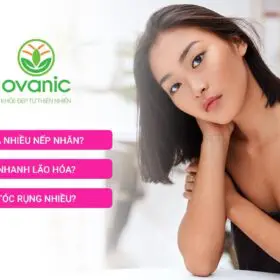 ovanic
KHỎE ĐẸP TỪ THIÊN NHIÊN
NHIỀU NẾP NHĂN?
NHANH LÃO HÓA?
TÓC RỤNG NHIỀU?